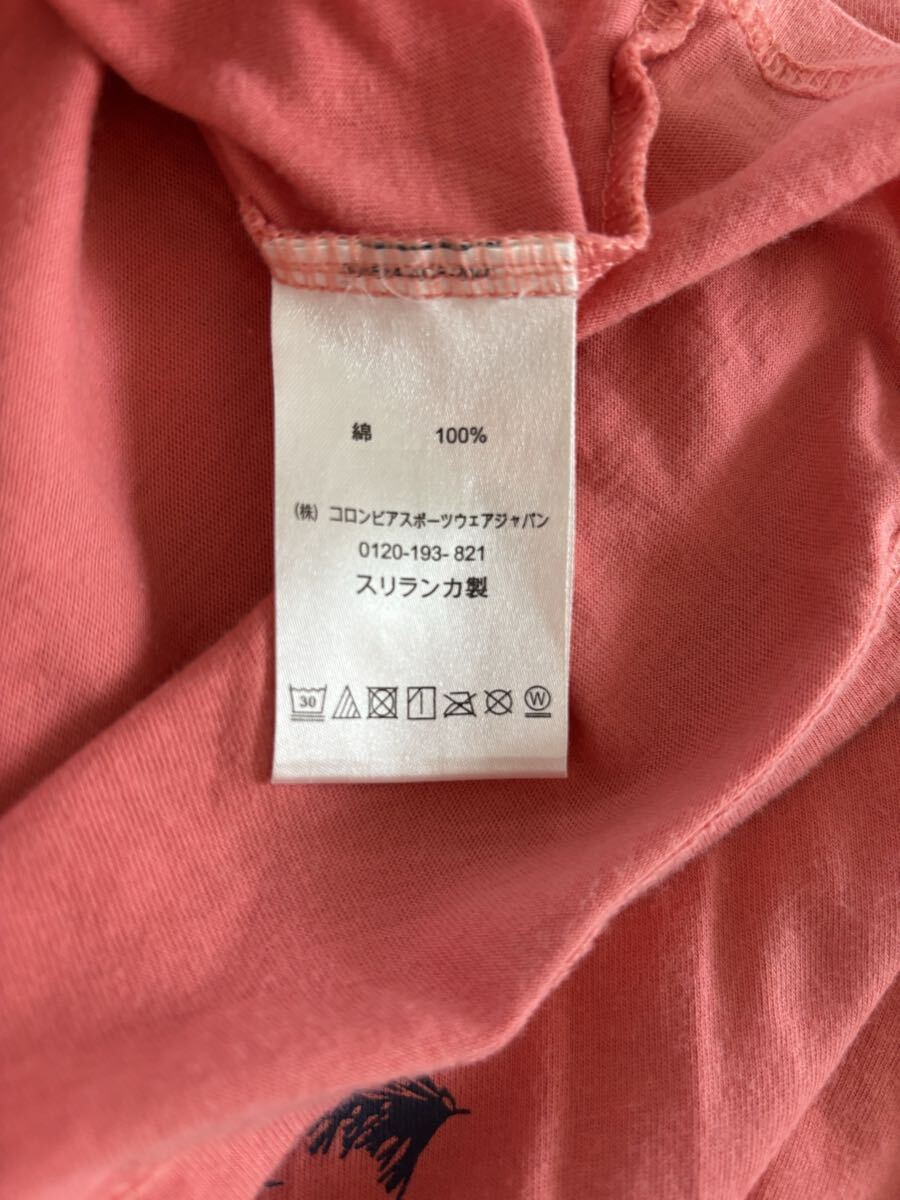 綿 100%
(株) コロンビアスポーツウェアジャパン
0120-193- 821
スリランカ製
30
W